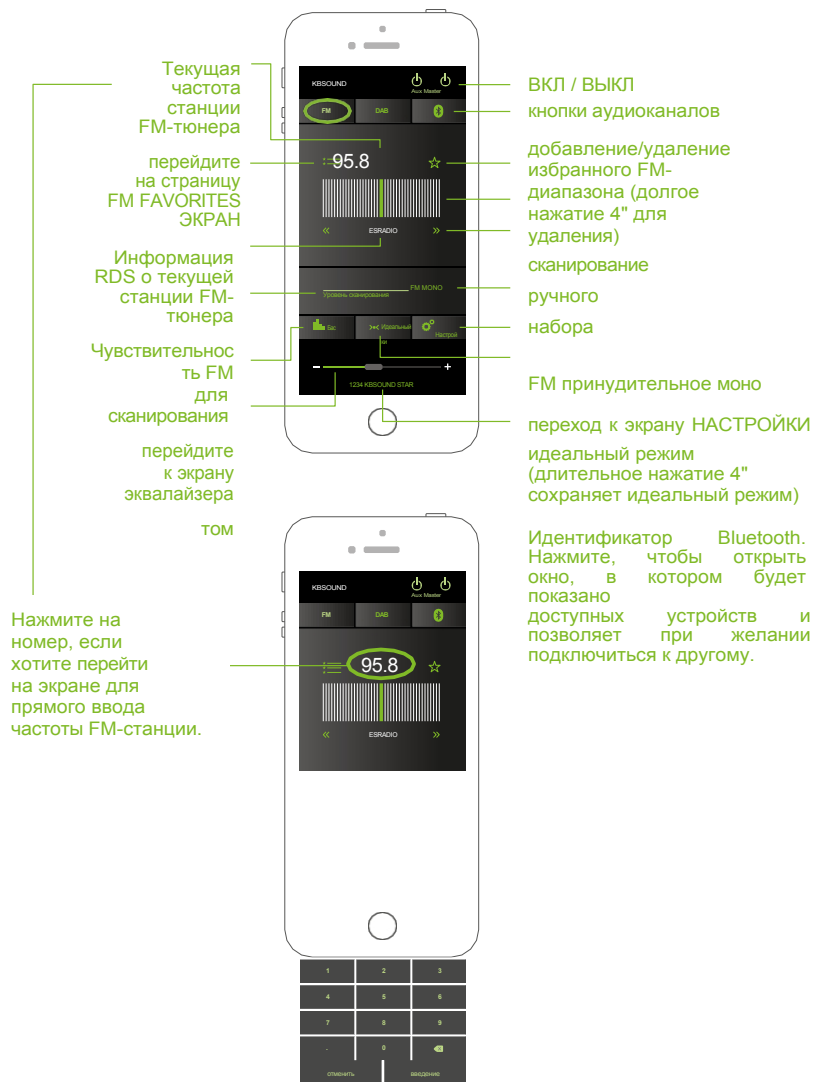 Текущая
частота
станции
FM-тюнера
перейдите
на страницу
FM FAVORITES
ЭКРАН
Информация
RDS о текущей
станции FM-
тюнера
Чувствительнос
ть FM
для
сканирования
перейдите
к экрану
эквалайзера
том
Нажмите на
номер, если
хотите перейти
на экране для
прямого ввода
частоты FM-станции.
KBSOUND
Aux Master
FM DAB
95.8
ESRADIO
FM MONO
Уровень сканирования
Бас Идеальный Настрой
ки
- +
1234 KBSOUND STAR
ВКЛ / ВЫКЛ
кнопки аудиоканалов
добавление/удаление
избранного FM-
диапазона (долгое
нажатие 4" для
удаления)
сканирование
ручного
набора
FM принудительное моно
переход к экрану НАСТРОЙКИ
идеальный режим
(длительное нажатие 4"
сохраняет идеальный режим)
Идентификатор Bluetooth.
Нажмите, чтобы открыть
окно, в котором будет
показано
доступных устройств и
позволяет при желании
подключиться к другому.
KBSOUND
Aux Master
FM DAB
95.8
ESRADIO
1 2 3
4 5 6
7 8 9
. 0
отменить введение